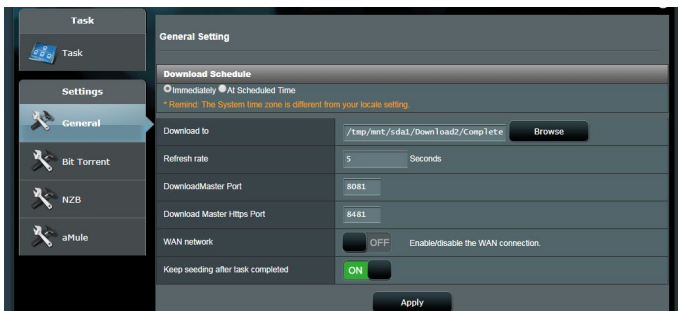 Task
Task
Settings
General
Bit Torrent
NZB
aMule
General Setting
Download Schedule
Immediately At Scheduled Time
* Remind: The System time zone is different from your locale setting.
Download to /tmp/mnt/sda1/Download2/Complete Browse
Refresh rate 5 Seconds
DownloadMaster Port 8081
Download Master Https Port 8481
WAN network OFF Enable/disable the WAN connection.
Keep seeding after task completed ON
Apply